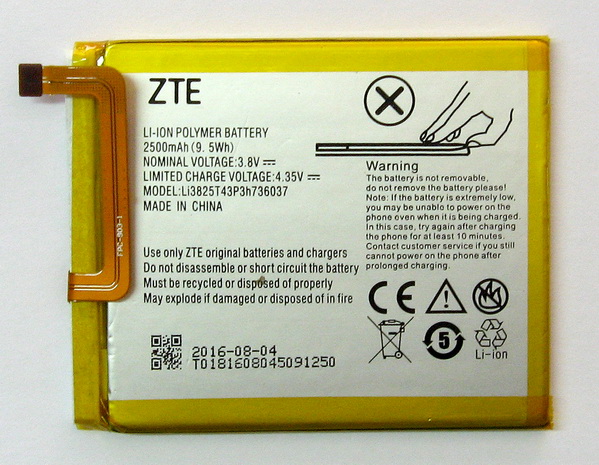 ZTE
LI-ION POLYMER BATTERY
2500mAh(9.5Wh)
NOMINAL VOLTAGE:3.8V
LIMITED CHARGE VOLTAGE:4.35V
MODEL:Li3825T43P3h736037
MADE IN CHINA
Use only ZTE original batteries and chargers
Do not disassemble or short circuit the battery
Must be recycled or disposed of properly
May explode if damaged or disposed of in fire
2016-08-04
T0181608045091250
Warning
The battery is not removable,
do not remove the battery please!
Note: If the battery is extremely low,
you may be unable to power on the
phone even when it is being charged.
In this case, try again after charging
the phone for at least 10 minutes.
Contact customer service if you still
cannot power on the phone after
prolonged charging.
CE
5
Li-ion
FPC-903-1